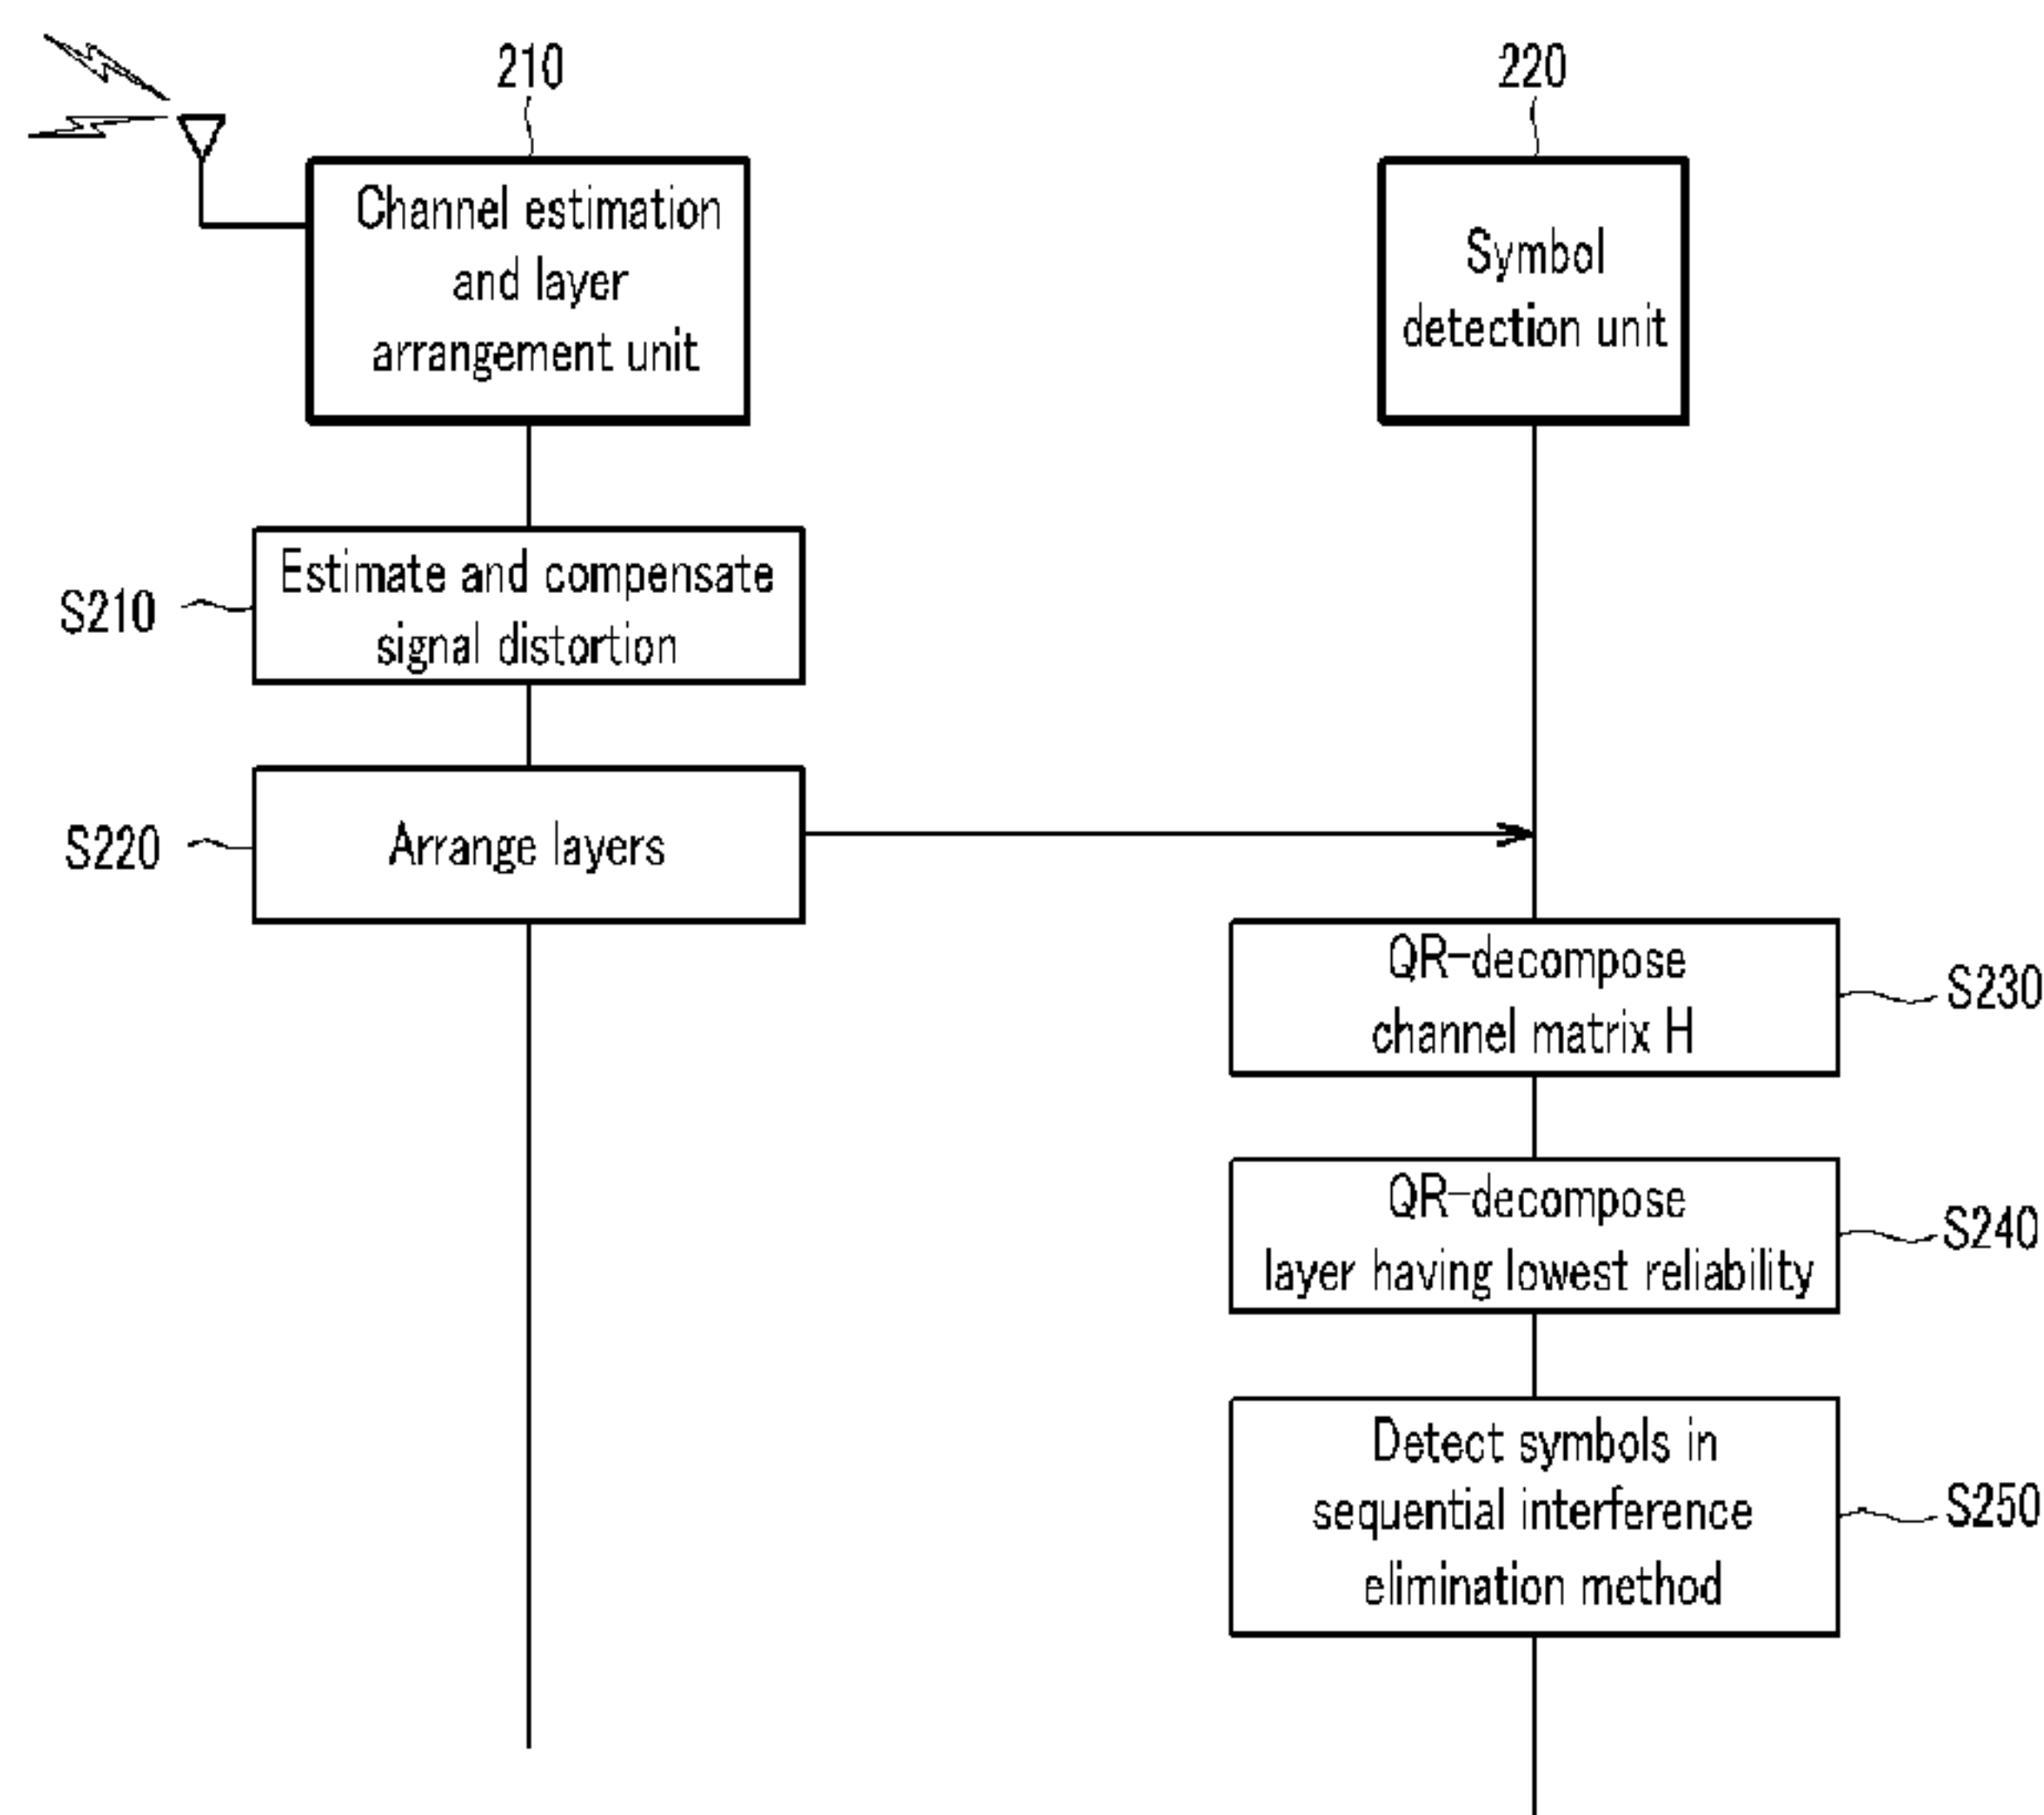 210
220
Channel estimation
and layer
arrangement unit
Symbol
detection unit
S210
Estimate and compensate
signal distortion
S220
Arrange layers
QR-decompose
channel matrix H
S230
QR-decompose
layer having lowest reliability
S240
Detect symbols in
sequential interference
elimination method
S250